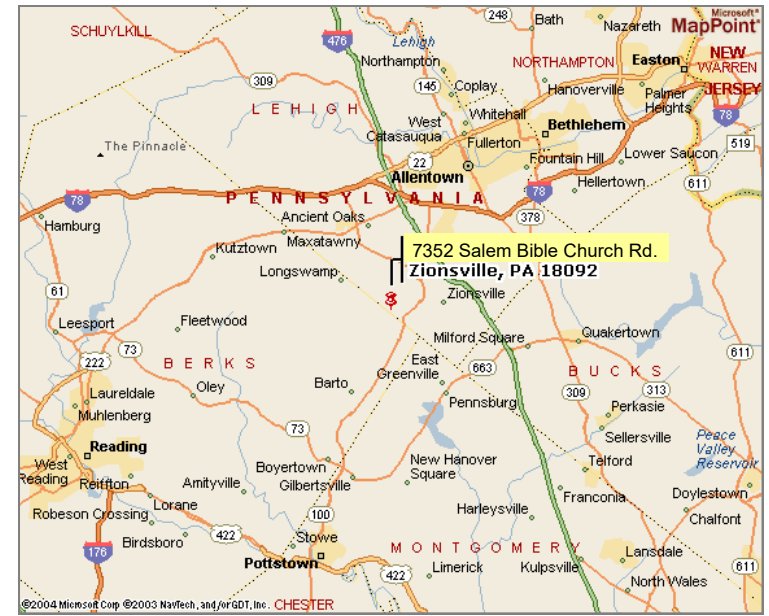 Microsoft®
MapPoint®
SCHUYLKILL
476
Lehigh
248
Bath
Nazareth
Northampton
NORTHAMPTON
Easton
NEW
WARREN
JERSEY
309
145
Coplay
Hanoverville
Palmer
Heights
78
LEHIGH
West
Catasauqua
Whitehall
Fullerton
Bethlehem
519
The Pinnacle
22
Allentown
Fountain Hill
Lower Saucon
78
Hellertown
611
78
PENNSYLVANIA
378
Hamburg
Ancient Oaks
Kutztown
Maxatawny
7352 Salem Bible Church Rd.
Zionsville, PA 18092
Longswamp
Zionsville
61
Leesport
Fleetwood
Milford Square
Quakertown
73
222
BERKS
East
Greenville
663
BUCKS
611
Laureldale
Oley
Barto
309
313
Muhlenberg
Pennsburg
Perkasie
73
Sellersville
Peace
Valley
Reservoir
Reading
West
Reading
Reiffton
Boyertown
New Hanover
Square
Telford
Amityville
Gilbertsville
Franconia
Doylestown
Lorane
Robeson Crossing
100
Harleysville
Chalfont
176
Birdsboro
422
Stowe
MONTGOMERY
Lansdale
Pottstown
422
Limerick
Kulpsville
611
North Wales
©2004 Microsoft Corp ©2003 NavTech, and/or GDT, Inc.
CHESTER